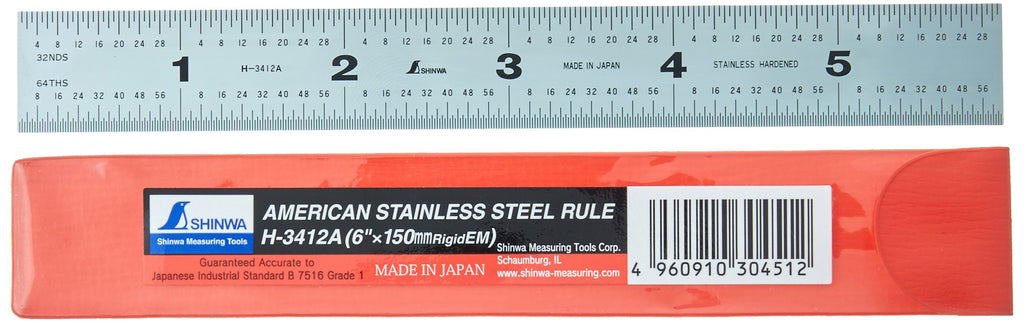 4 8 12 16 20 24 28 4 8 12 16 20 24 28 4 8 12 16 20 24 28 4 8 12 16 20 24 28 4 8 12 16 20 24 28 4 8 12 16 20 24 28
32NDS
1 H-3412A 2 SHINWA 3 MADE IN JAPAN 4 STAINLESS HARDENED 5
64THS
8 16 24 32 40 48 56 8 16 24 32 40 48 56 8 16 24 32 40 48 56 8 16 24 32 40 48 56 8 16 24 32 40 48 56 8 16 24 32 40 48 56
SHINWA
Shinwa Measuring Tools
AMERICAN STAINLESS STEEL RULE
H-3412A (6"×150mmRigidEM)
Guaranteed Accurate to
Japanese Industrial Standard B 7516 Grade 1
MADE IN JAPAN
Shinwa Measuring Tools Corp.
Schaumburg, IL
www.shinwa-measuring.com
4 960910 304512